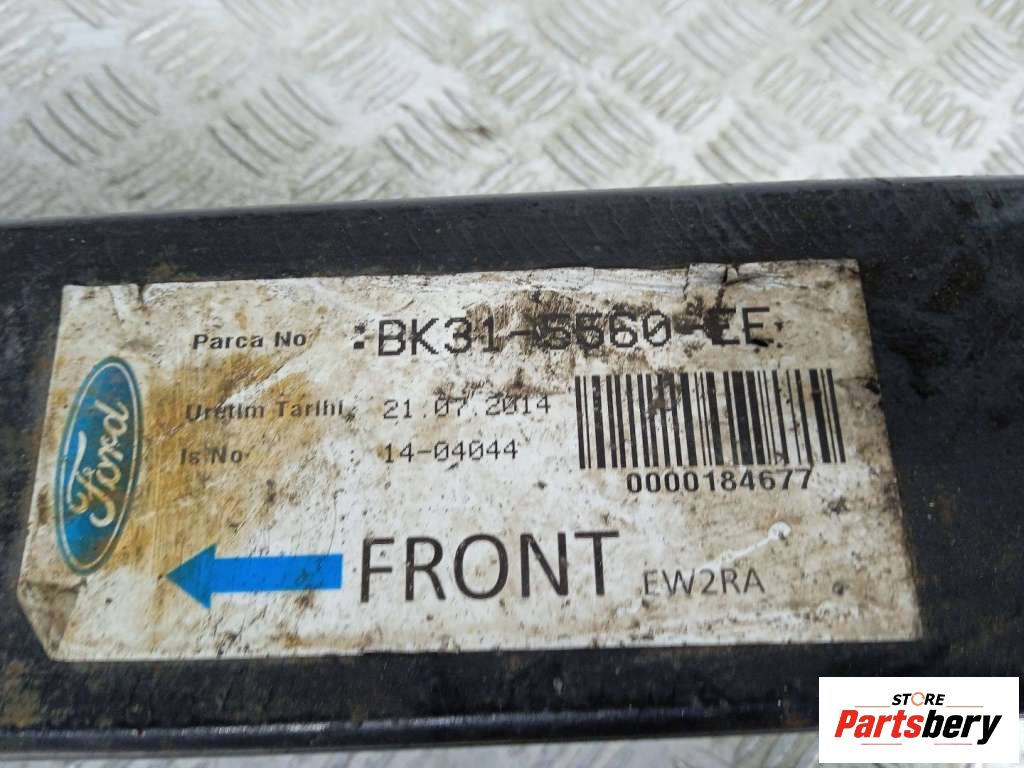 Parca No : BK31-5560-EE
Uretim Tarihi : 21.07.2014
Is No : 14-04044
0000184677
Ford
FRONT EW2RA
STORE
Partsbery